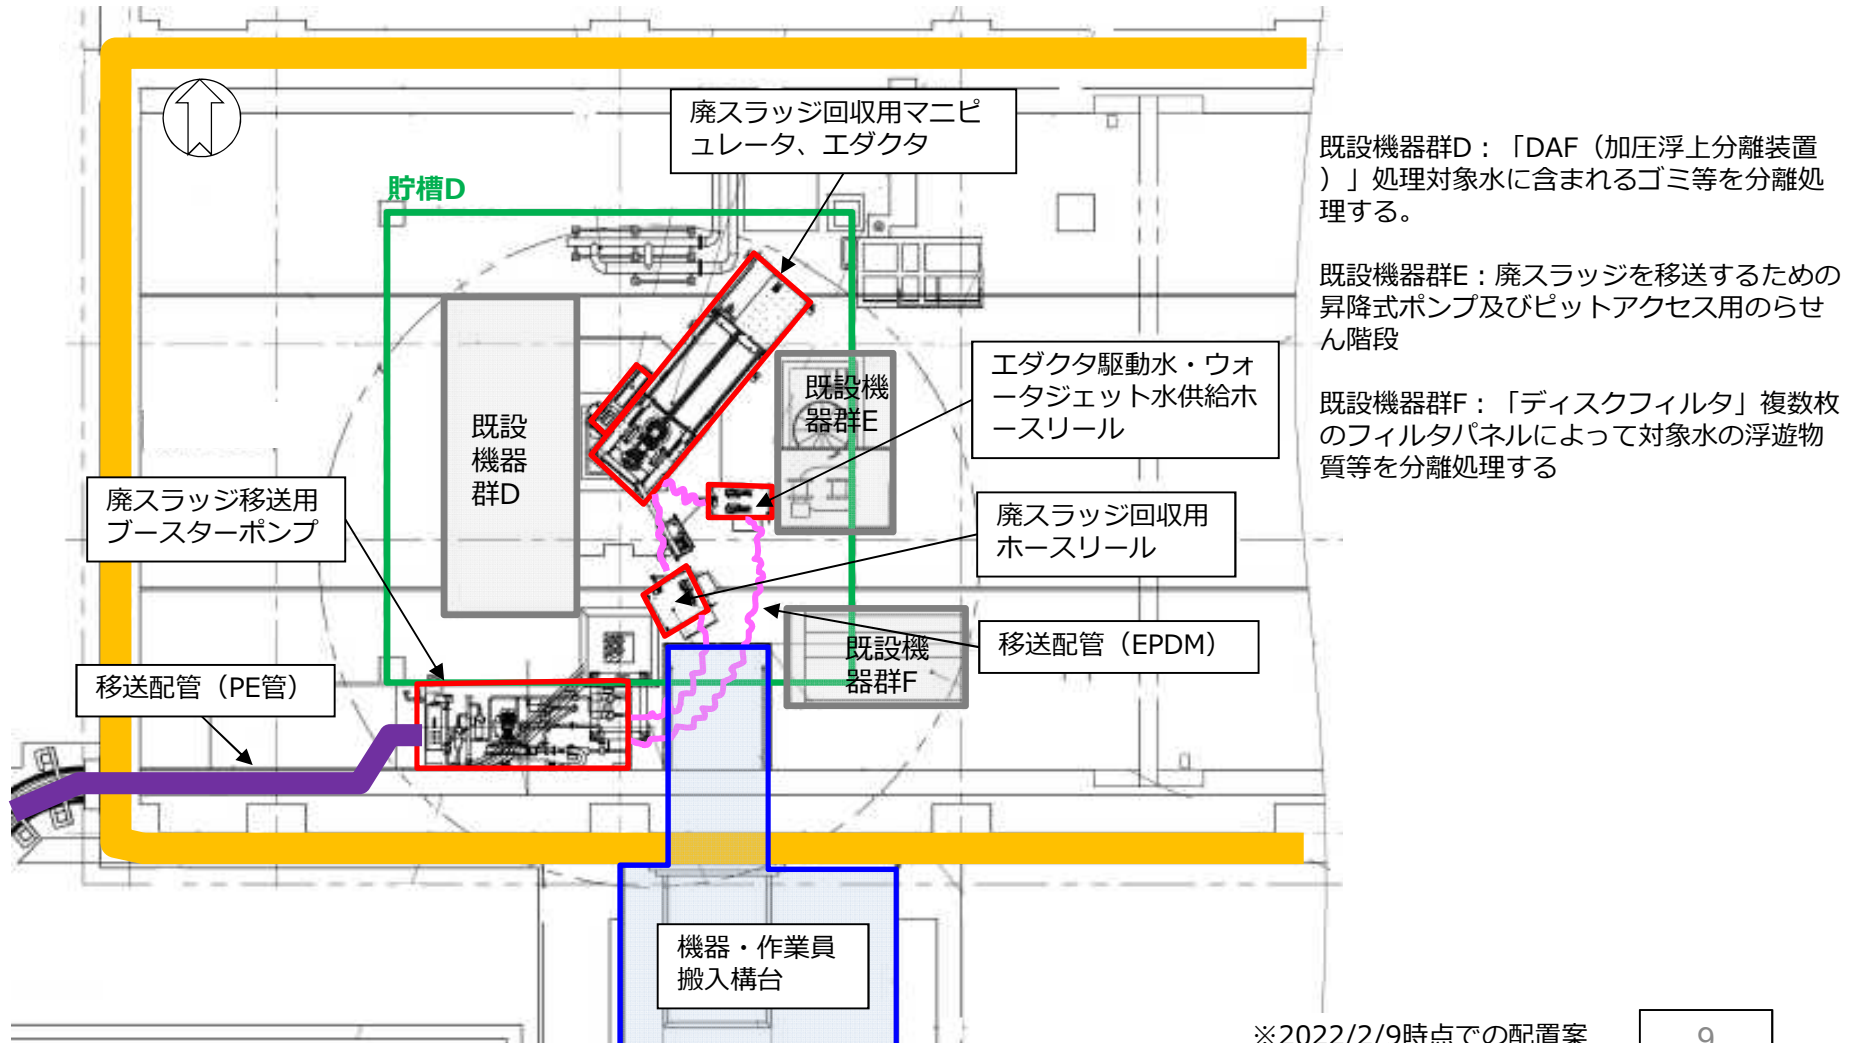 廃スラッジ回収用マニピ
ュレータ、エダクタ
貯槽D
既設機器群D：「DAF（加圧浮上分離装置
）」処理対象水に含まれるゴミ等を分離処
理する。
既設機器群E：廃スラッジを移送するための
昇降式ポンプ及びピットアクセス用のらせ
ん階段
既設機器群F：「ディスクフィルタ」複数枚
のフィルタパネルによって対象水の浮遊物
質等を分離処理する
エダクタ駆動水・ウォ
ータジェット水供給ホ
ースリール
既設機
器群E
既設
機器
群D
廃スラッジ移送用
ブースターポンプ
廃スラッジ回収用
ホースリール
移送配管（EPDM）
既設機
器群F
移送配管（PE管）
機器・作業員
搬入構台
※2022/2/9時点での配置案
9